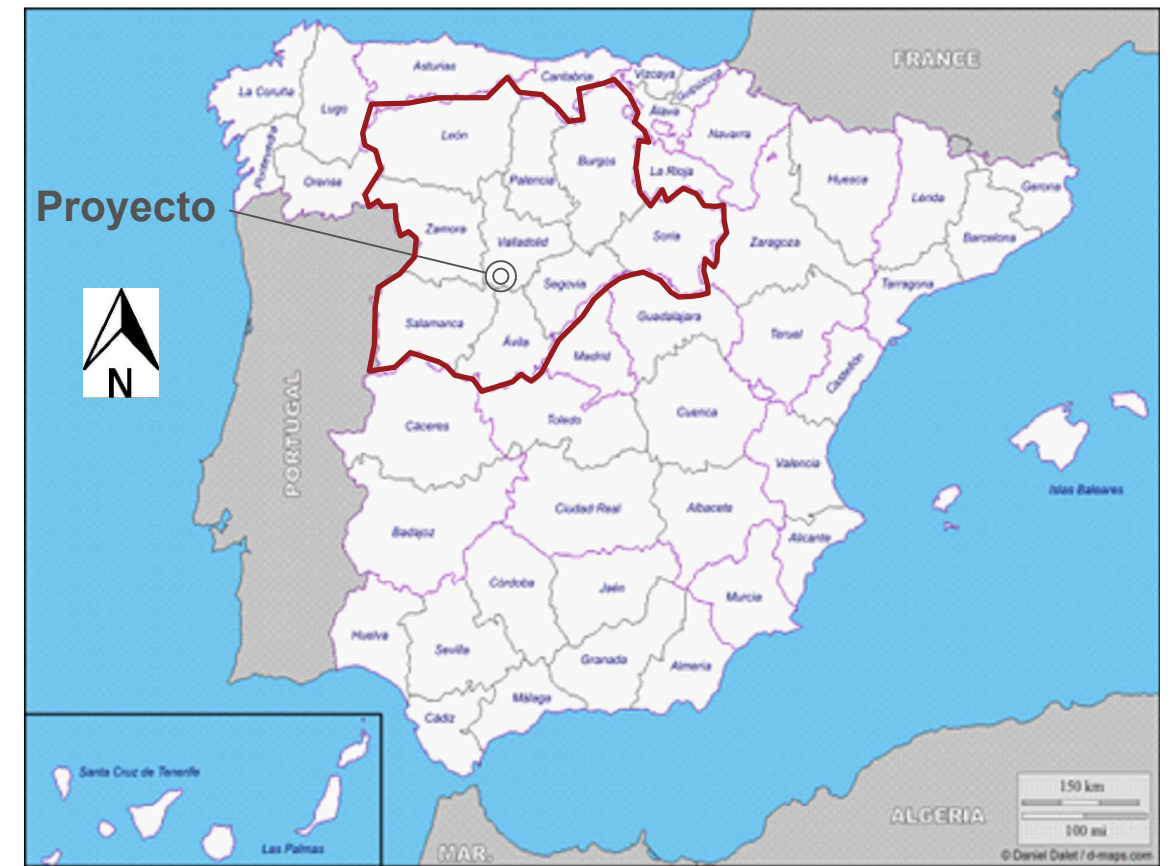 FRANCE
Asturias
Cantabria
Vizcaya
Guipúzcoa
La Coruña
Lugo
Álava
León
Navarra
Pontevedra
Orense
Palencia
Burgos
La Rioja
Huesca
Lérida
Gerona
Proyecto
Zamora
Valladolid
Soria
Zaragoza
Barcelona
Segovia
Tarragona
Salamanca
Ávila
Guadalajara
Madrid
Teruel
Castellón
N
PORTUGAL
Cáceres
Toledo
Cuenca
Valencia
Islas Baleares
Ciudad Real
Albacete
Badajoz
Alicante
Córdoba
Jaén
Murcia
Huelva
Sevilla
Granada
Almería
Málaga
Cádiz
Santa Cruz de Tenerife
Las Palmas
MAR.
ALGERIA
150 km
100 mi
© Daniel Dalet / d-maps.com